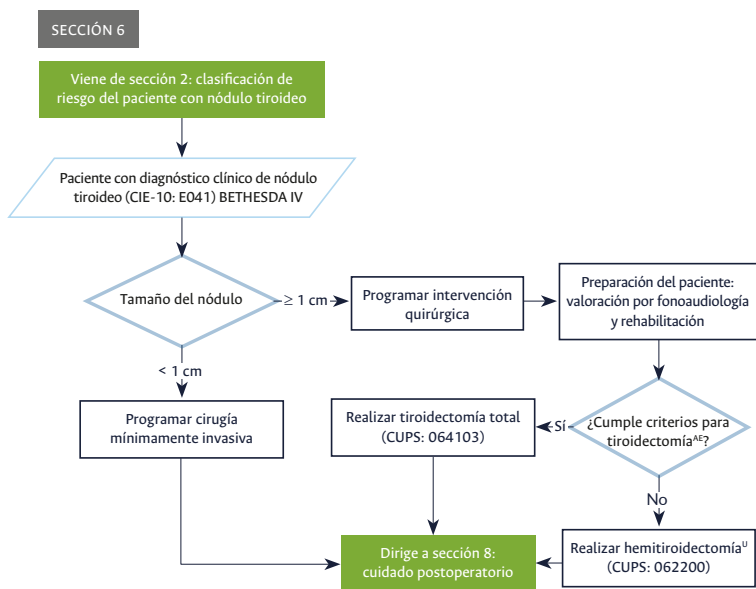 SECCIÓN 6
Viene de sección 2: clasificación de
riesgo del paciente con nódulo tiroideo
Paciente con diagnóstico clínico de nódulo
tiroideo (CIE-10: E041) BETHESDA IV
Tamaño del nódulo
≥ 1 cm
Programar intervención
quirúrgica
Preparación del paciente:
valoración por fonoaudiología
y rehabilitación
< 1 cm
Programar cirugía
mínimamente invasiva
Realizar tiroidectomía total
(CUPS: 064103)
Sí
¿Cumple criterios para
tiroidectomíaᴬᴱ?
No
Dirige a sección 8:
cuidado postoperatorio
Realizar hemitiroidectomíaᵁ
(CUPS: 062200)